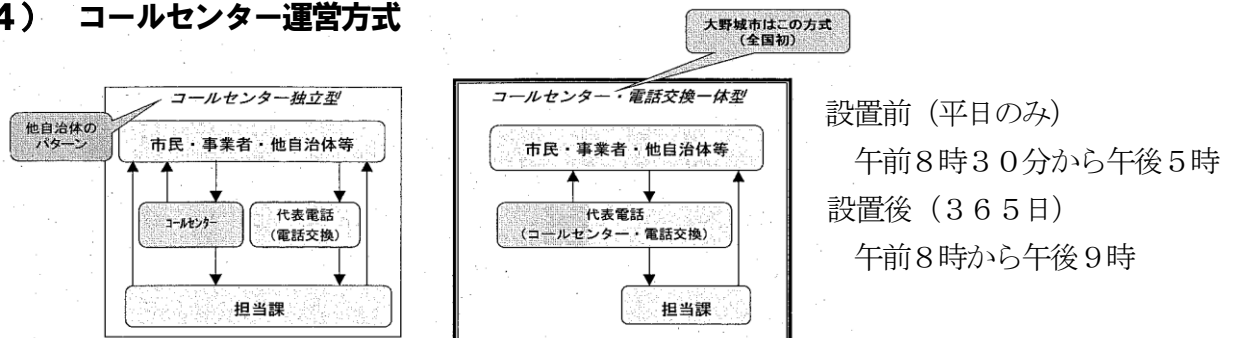 ４） コールセンター運営方式
大野城市はこの方式
（全国初）
コールセンター独立型
他自治体の
パターン
市民・事業者・他自治体等
コールセンター
代表電話
（電話交換）
担当課
コールセンター・電話交換一体型
市民・事業者・他自治体等
代表電話
（コールセンター・電話交換）
担当課
設置前（平日のみ）
午前８時３０分から午後５時
設置後（３６５日）
午前８時から午後９時